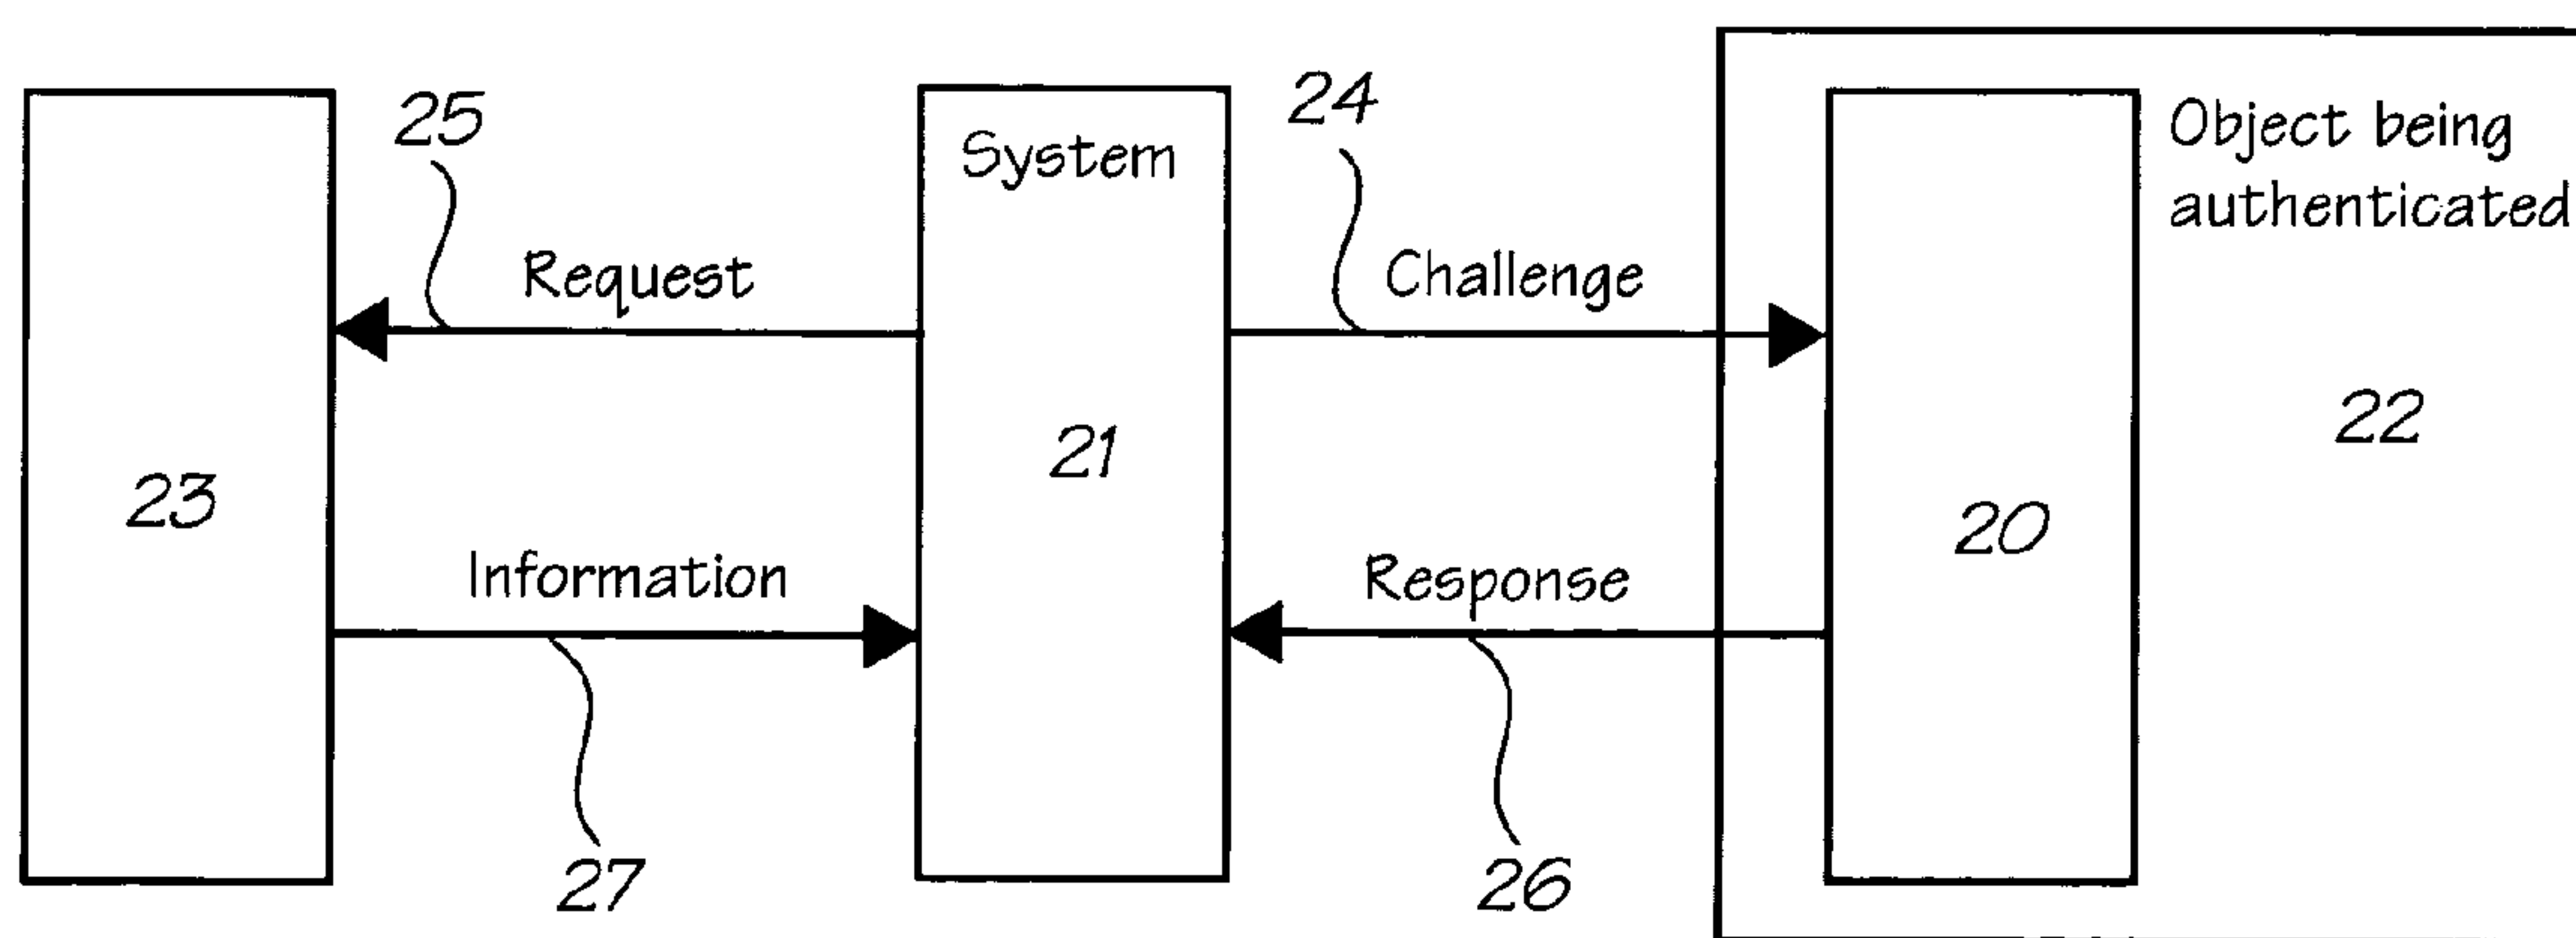 25
24
System
Object being
authenticated
Request
Challenge
22
21
23
20
Information
Response
27
26